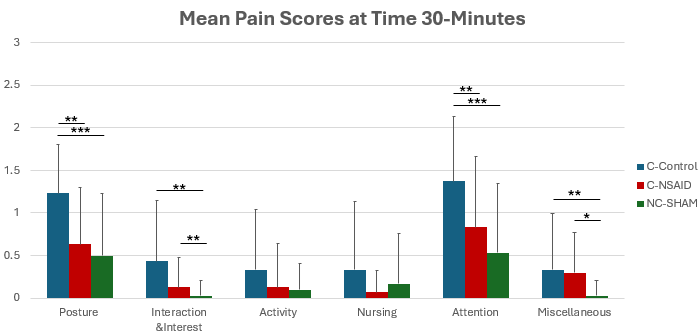 Mean Pain Scores at Time 30-Minutes
3
2.5
2
1.5
1
0.5
0
**
***
**
**
**
***
**
*
Posture
Interaction
&Interest
Activity
Nursing
Attention
Miscellaneous
C-Control
C-NSAID
NC-SHAM